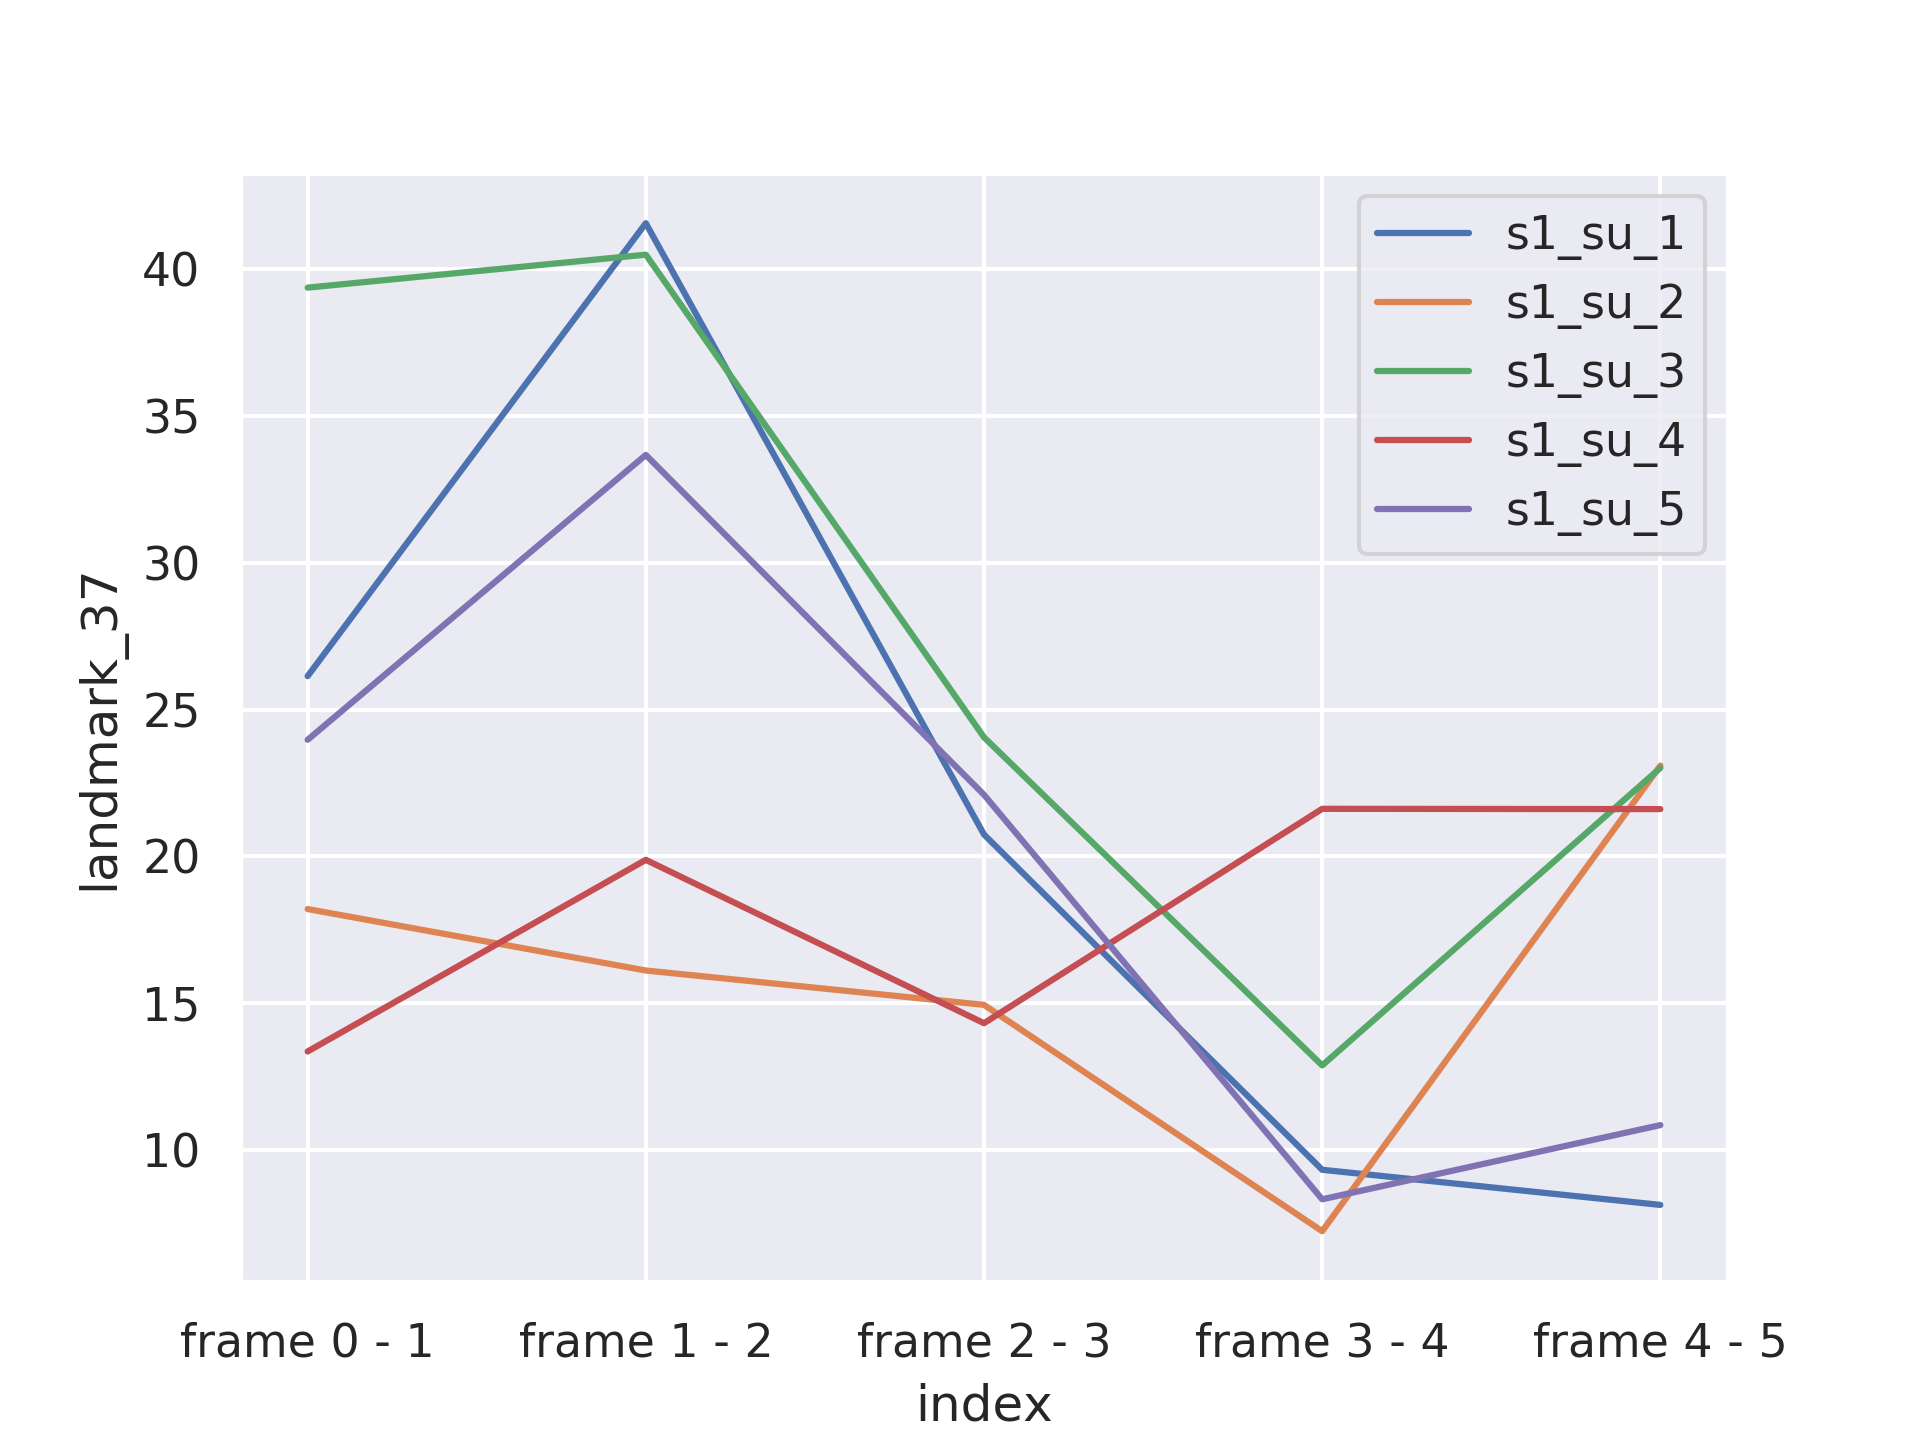 s1_su_1
s1_su_2
s1_su_3
s1_su_4
s1_su_5
40
35
30
25
20
15
10
landmark_37
frame 0 - 1
frame 1 - 2
frame 2 - 3
frame 3 - 4
frame 4 - 5
index